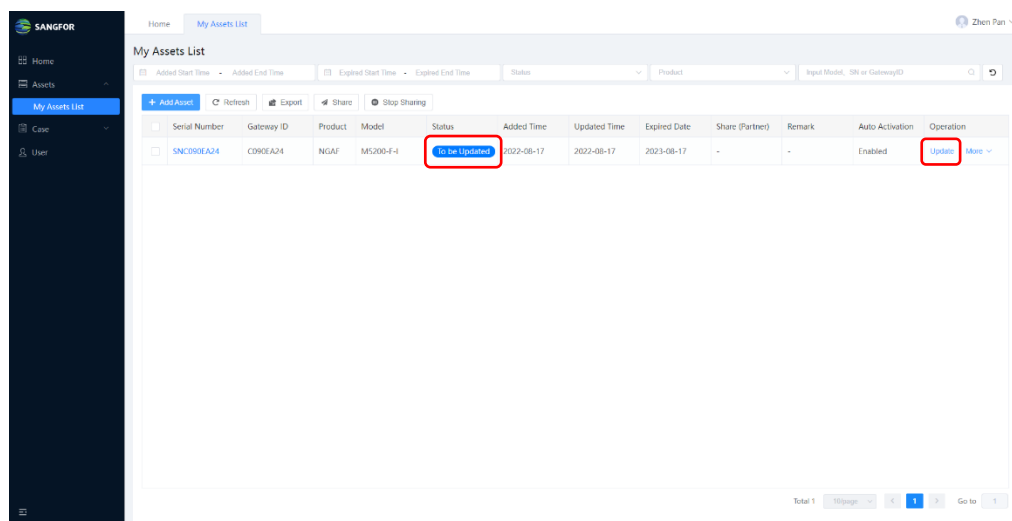 SANGFOR
Home
Assets
My Assets List
Case
User
Home My Assets List
Zhen Pan
My Assets List
Added Start Time - Added End Time Expired Start Time - Expired End Time Status Product Input Model, SN or GatewayID
+ Add Asset Refresh Export Share Stop Sharing
Serial Number Gateway ID Product Model Status Added Time Updated Time Expired Date Share (Partner) Remark Auto Activation Operation
SNC090EA24 C090EA24 NGAF M5200-F-I To be Updated 2022-08-17 2022-08-17 2023-08-17 - - Enabled Update More
Total 1 10/page < 1 > Go to 1